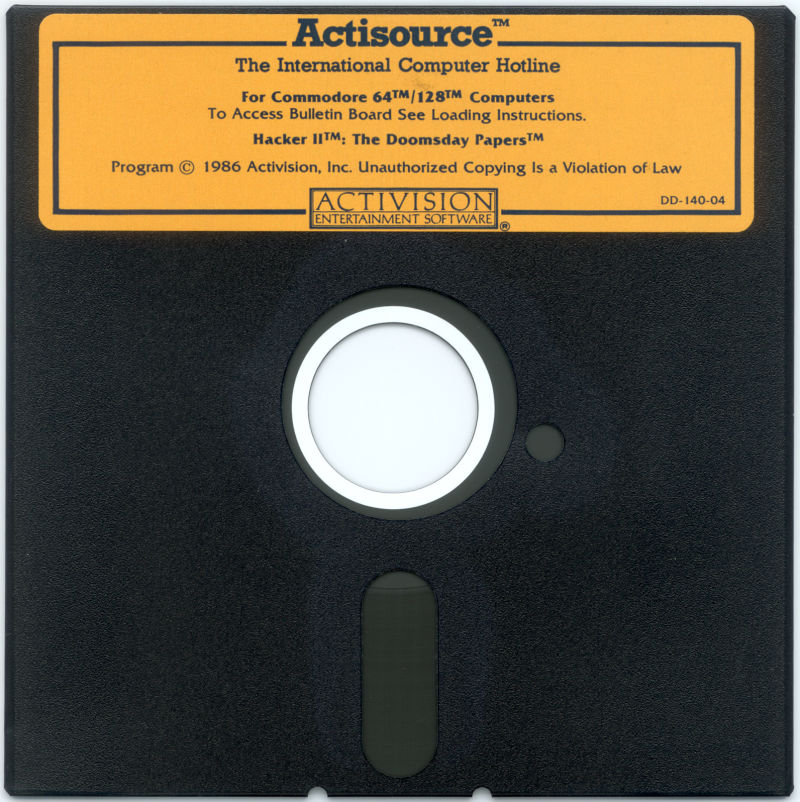 Actisource™
The International Computer Hotline
For Commodore 64™/128™ Computers
To Access Bulletin Board See Loading Instructions.
Hacker II™: The Doomsday Papers™
Program © 1986 Activision, Inc. Unauthorized Copying Is a Violation of Law
DD-140-04
ACTIVISION
ENTERTAINMENT SOFTWARE
®